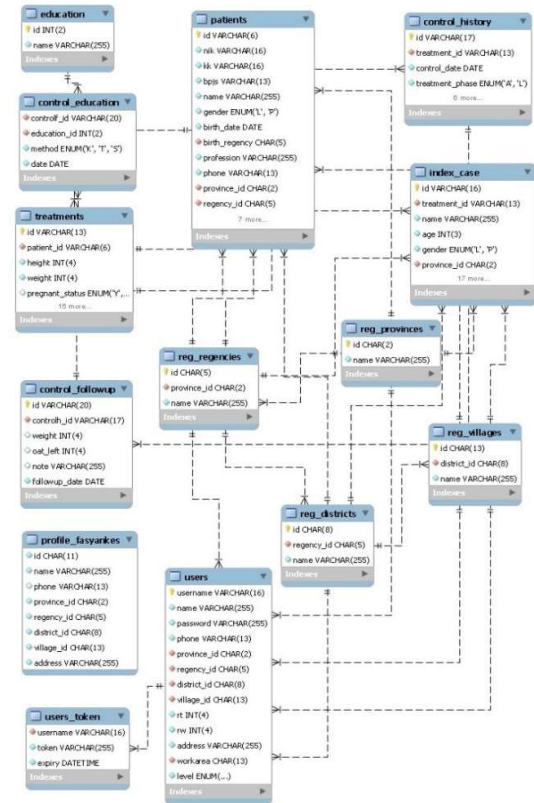 education
id INT(2)
name VARCHAR(255)
Indexes
control_education
controlf_id VARCHAR(20)
education_id INT(2)
method ENUM('K', 'T', 'S')
date DATE
Indexes
treatments
id VARCHAR(13)
patient_id VARCHAR(6)
height INT(4)
weight INT(4)
pregnant_status ENUM('Y',...
more...
Indexes
control_followup
id VARCHAR(20)
controlh_id VARCHAR(17)
weight INT(4)
oat_left INT(4)
note VARCHAR(255)
followup_date DATE
Indexes
profile_fasyankes
id CHAR(11)
name VARCHAR(255)
phone VARCHAR(13)
province_id CHAR(2)
regency_id CHAR(5)
district_id CHAR(8)
village_id CHAR(13)
address VARCHAR(255)
Indexes
users_token
username VARCHAR(16)
token VARCHAR(255)
expiry DATETIME
Indexes
patients
id VARCHAR(6)
nik VARCHAR(16)
kk VARCHAR(16)
bpjs VARCHAR(13)
name VARCHAR(255)
gender ENUM('L', 'P')
birth_date DATE
birth_regency CHAR(5)
profession VARCHAR(255)
phone VARCHAR(13)
province_id CHAR(2)
regency_id CHAR(5)
7 more...
Indexes
reg_regencies
id CHAR(5)
province_id CHAR(2)
name VARCHAR(255)
Indexes
users
username VARCHAR(16)
name VARCHAR(255)
password VARCHAR(255)
phone VARCHAR(13)
province_id CHAR(2)
regency_id CHAR(5)
district_id CHAR(8)
village_id CHAR(13)
rt INT(4)
rw INT(4)
address VARCHAR(255)
workarea CHAR(13)
level ENUM(...)
Indexes
reg_provinces
id CHAR(2)
name VARCHAR(255)
Indexes
reg_districts
id CHAR(8)
regency_id CHAR(5)
name VARCHAR(255)
Indexes
control_history
id VARCHAR(17)
treatment_id VARCHAR(13)
control_date DATE
treatment_phase ENUM('A', 'L')
more...
Indexes
index_case
id VARCHAR(16)
treatment_id VARCHAR(13)
name VARCHAR(255)
age INT(3)
gender ENUM('L', 'P')
province_id CHAR(2)
17 more...
Indexes
reg_villages
id CHAR(13)
district_id CHAR(8)
name VARCHAR(255)
Indexes